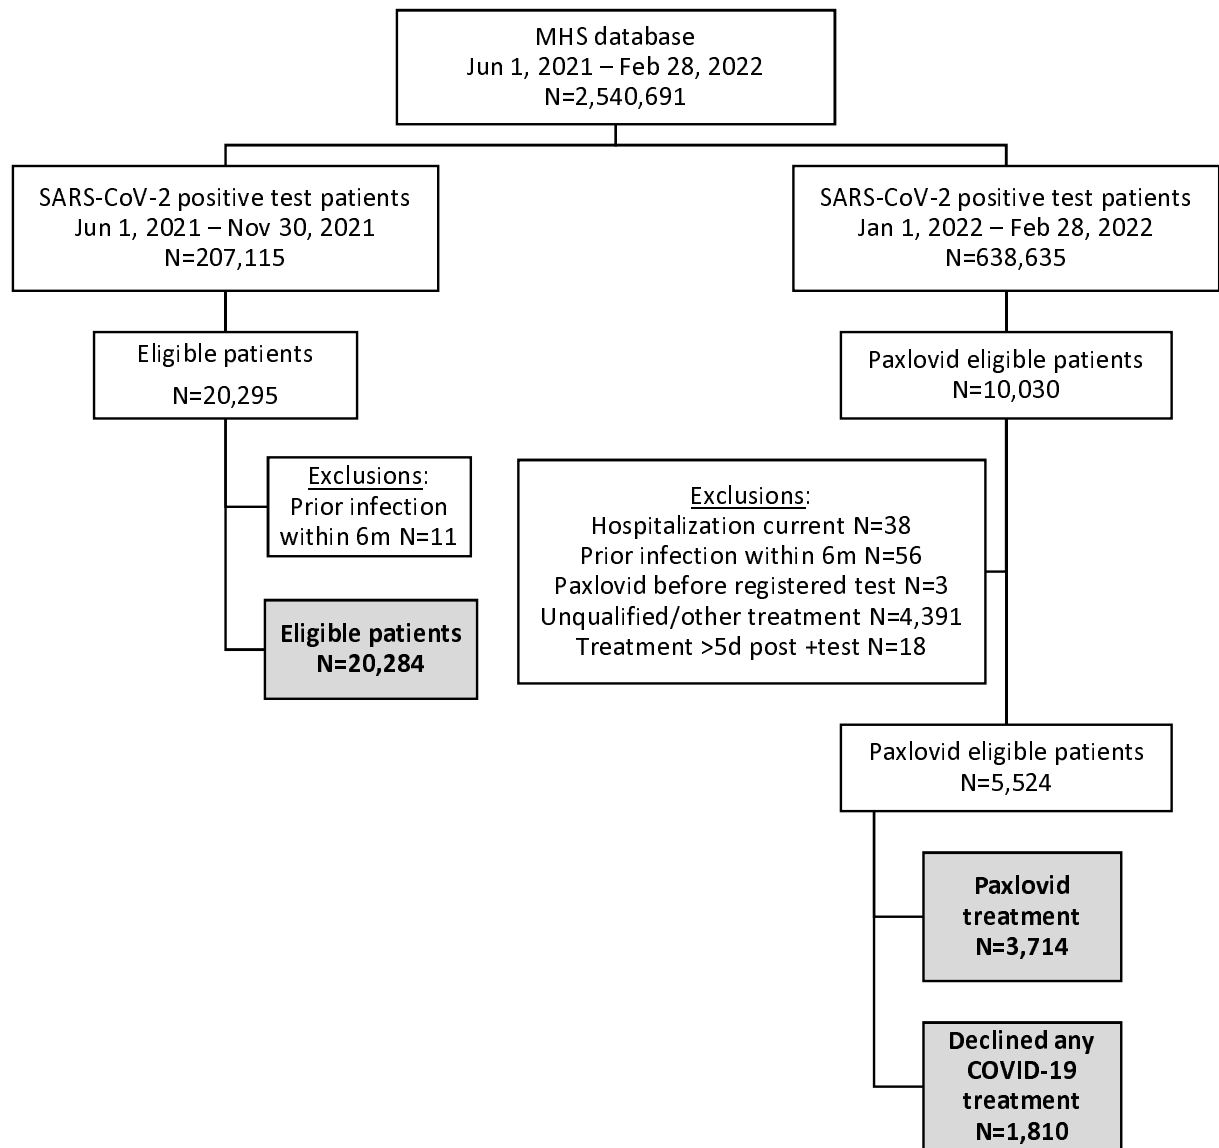 MHS database
Jun 1, 2021 – Feb 28, 2022
N=2,540,691
SARS-CoV-2 positive test patients
Jun 1, 2021 – Nov 30, 2021
N=207,115
SARS-CoV-2 positive test patients
Jan 1, 2022 – Feb 28, 2022
N=638,635
Eligible patients
N=20,295
Paxlovid eligible patients
N=10,030
Exclusions:
Prior infection
within 6m N=11
Exclusions:
Hospitalization current N=38
Prior infection within 6m N=56
Paxlovid before registered test N=3
Unqualified/other treatment N=4,391
Treatment >5d post +test N=18
Eligible patients
N=20,284
Paxlovid eligible patients
N=5,524
Paxlovid
treatment
N=3,714
Declined any
COVID-19
treatment
N=1,810